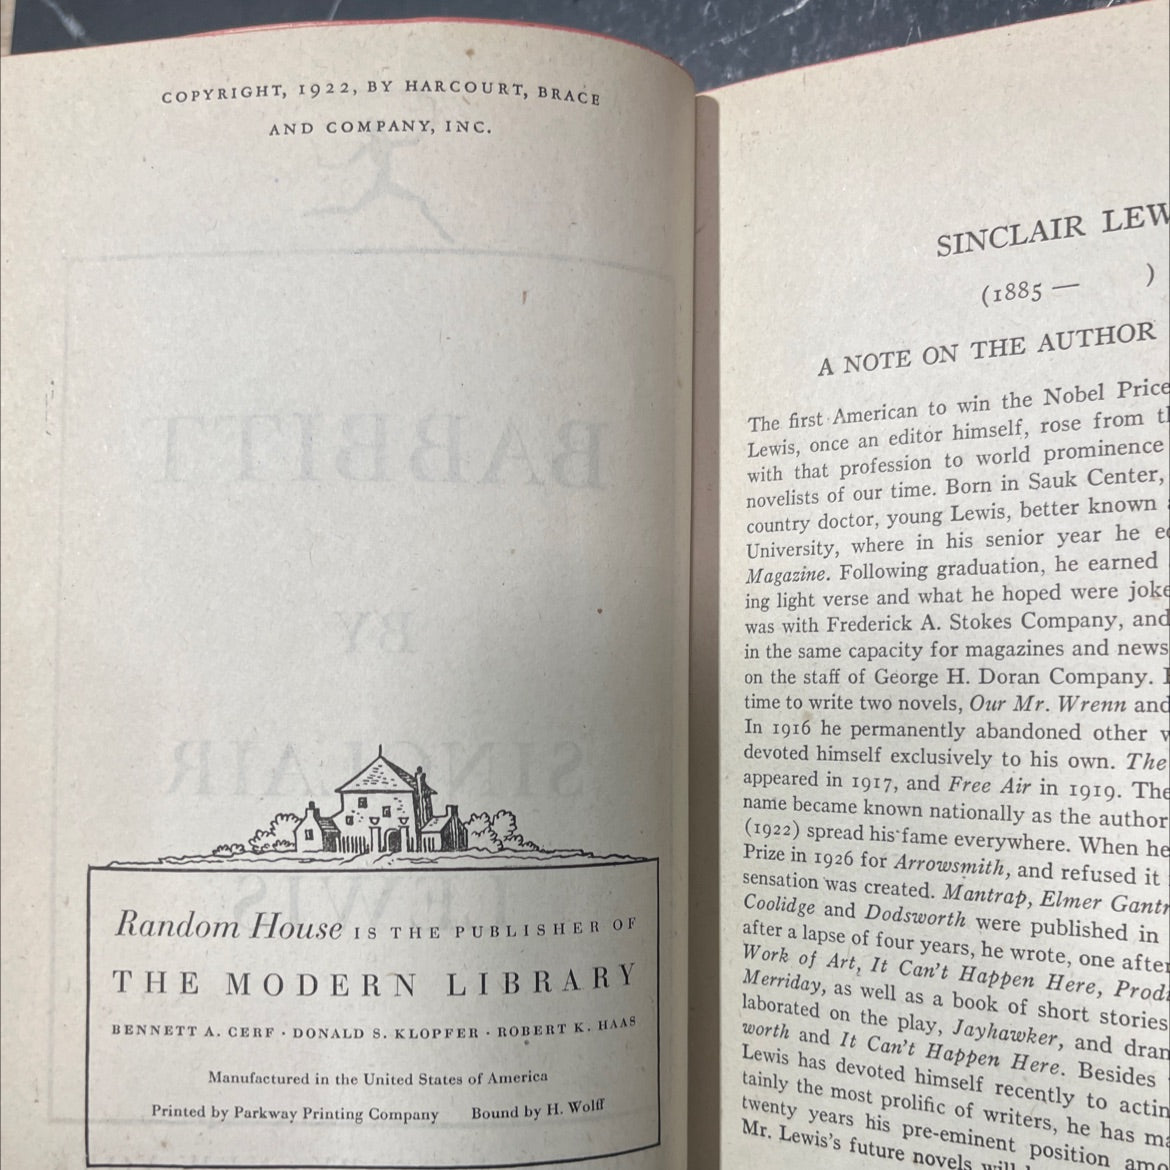 COPYRIGHT, 1922, BY HARCOURT, BRACE
AND COMPANY, INC.
BABBITT
BY
SINCLAIR
LEWIS
Random House IS THE PUBLISHER OF
THE MODERN LIBRARY
BENNETT A. CERF · DONALD S. KLOPFER · ROBERT K. HAAS
Manufactured in the United States of America
Printed by Parkway Printing Company Bound by H. Wolff
SINCLAIR LEW
(1885 — )
A NOTE ON THE AUTHOR
The first American to win the Nobel Price
Lewis, once an editor himself, rose from
with that profession to world prominence
novelists of our time. Born in Sauk Center,
country doctor, young Lewis, better known
University, where in his senior year he
Magazine. Following graduation, he earned
ing light verse and what he hoped were joke
was with Frederick A. Stokes Company, and
in the same capacity for magazines and news
on the staff of George H. Doran Company.
time to write two novels, Our Mr. Wrenn and
In 1916 he permanently abandoned other
devoted himself exclusively to his own. The
appeared in 1917, and Free Air in 1919. The
name became known nationally as the author
(1922) spread his fame everywhere. When he
Prize in 1926 for Arrowsmith, and refused it
sensation was created. Mantrap, Elmer Gantr
Coolidge and Dodsworth were published in
after a lapse of four years, he wrote, one after
Work of Art, It Can't Happen Here, Prodi
Merriday, as well as a book of short stories
laborated on the play, Jayhawker, and dram
worth and It Can't Happen Here. Besides
Lewis has devoted himself recently to actin
tainly the most prolific of writers, he has ma
twenty years his pre-eminent position amo
Mr. Lewis's future novels will